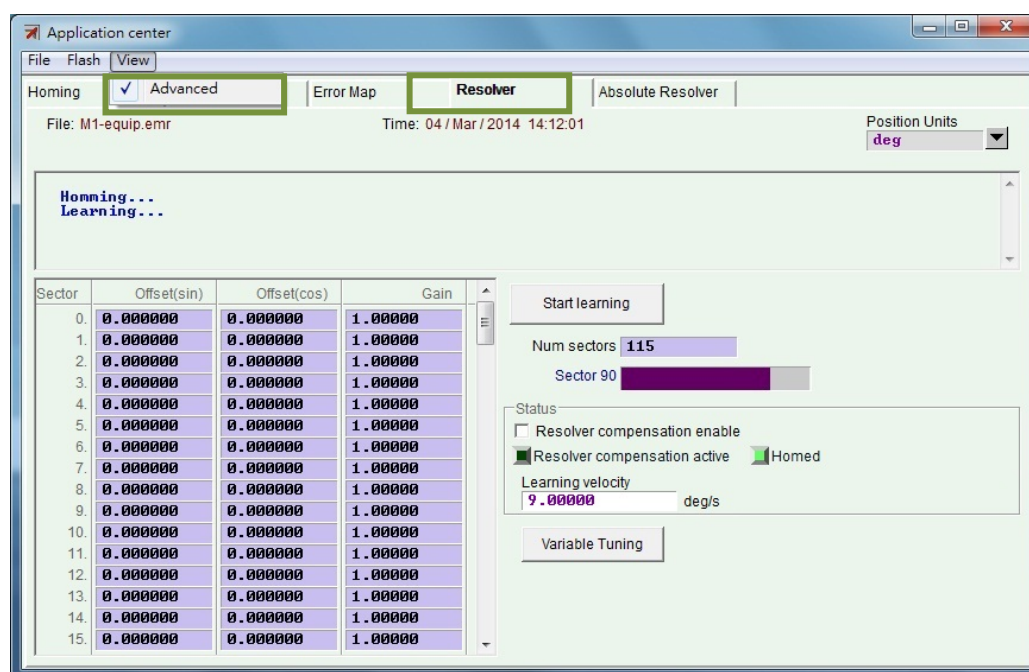 Application center
File Flash View
Homing ✓ Advanced Error Map Resolver Absolute Resolver
File: M1-equip.emr Time: 04 / Mar / 2014 14:12:01 Position Units
deg
Homming...
Learning...
Sector Offset(sin) Offset(cos) Gain
0. 0.000000 0.000000 1.00000
1. 0.000000 0.000000 1.00000
2. 0.000000 0.000000 1.00000
3. 0.000000 0.000000 1.00000
4. 0.000000 0.000000 1.00000
5. 0.000000 0.000000 1.00000
6. 0.000000 0.000000 1.00000
7. 0.000000 0.000000 1.00000
8. 0.000000 0.000000 1.00000
9. 0.000000 0.000000 1.00000
10. 0.000000 0.000000 1.00000
11. 0.000000 0.000000 1.00000
12. 0.000000 0.000000 1.00000
13. 0.000000 0.000000 1.00000
14. 0.000000 0.000000 1.00000
15. 0.000000 0.000000 1.00000
Start learning
Num sectors 115
Sector 90
Status
Resolver compensation enable
Resolver compensation active Homed
Learning velocity
9.00000 deg/s
Variable Tuning